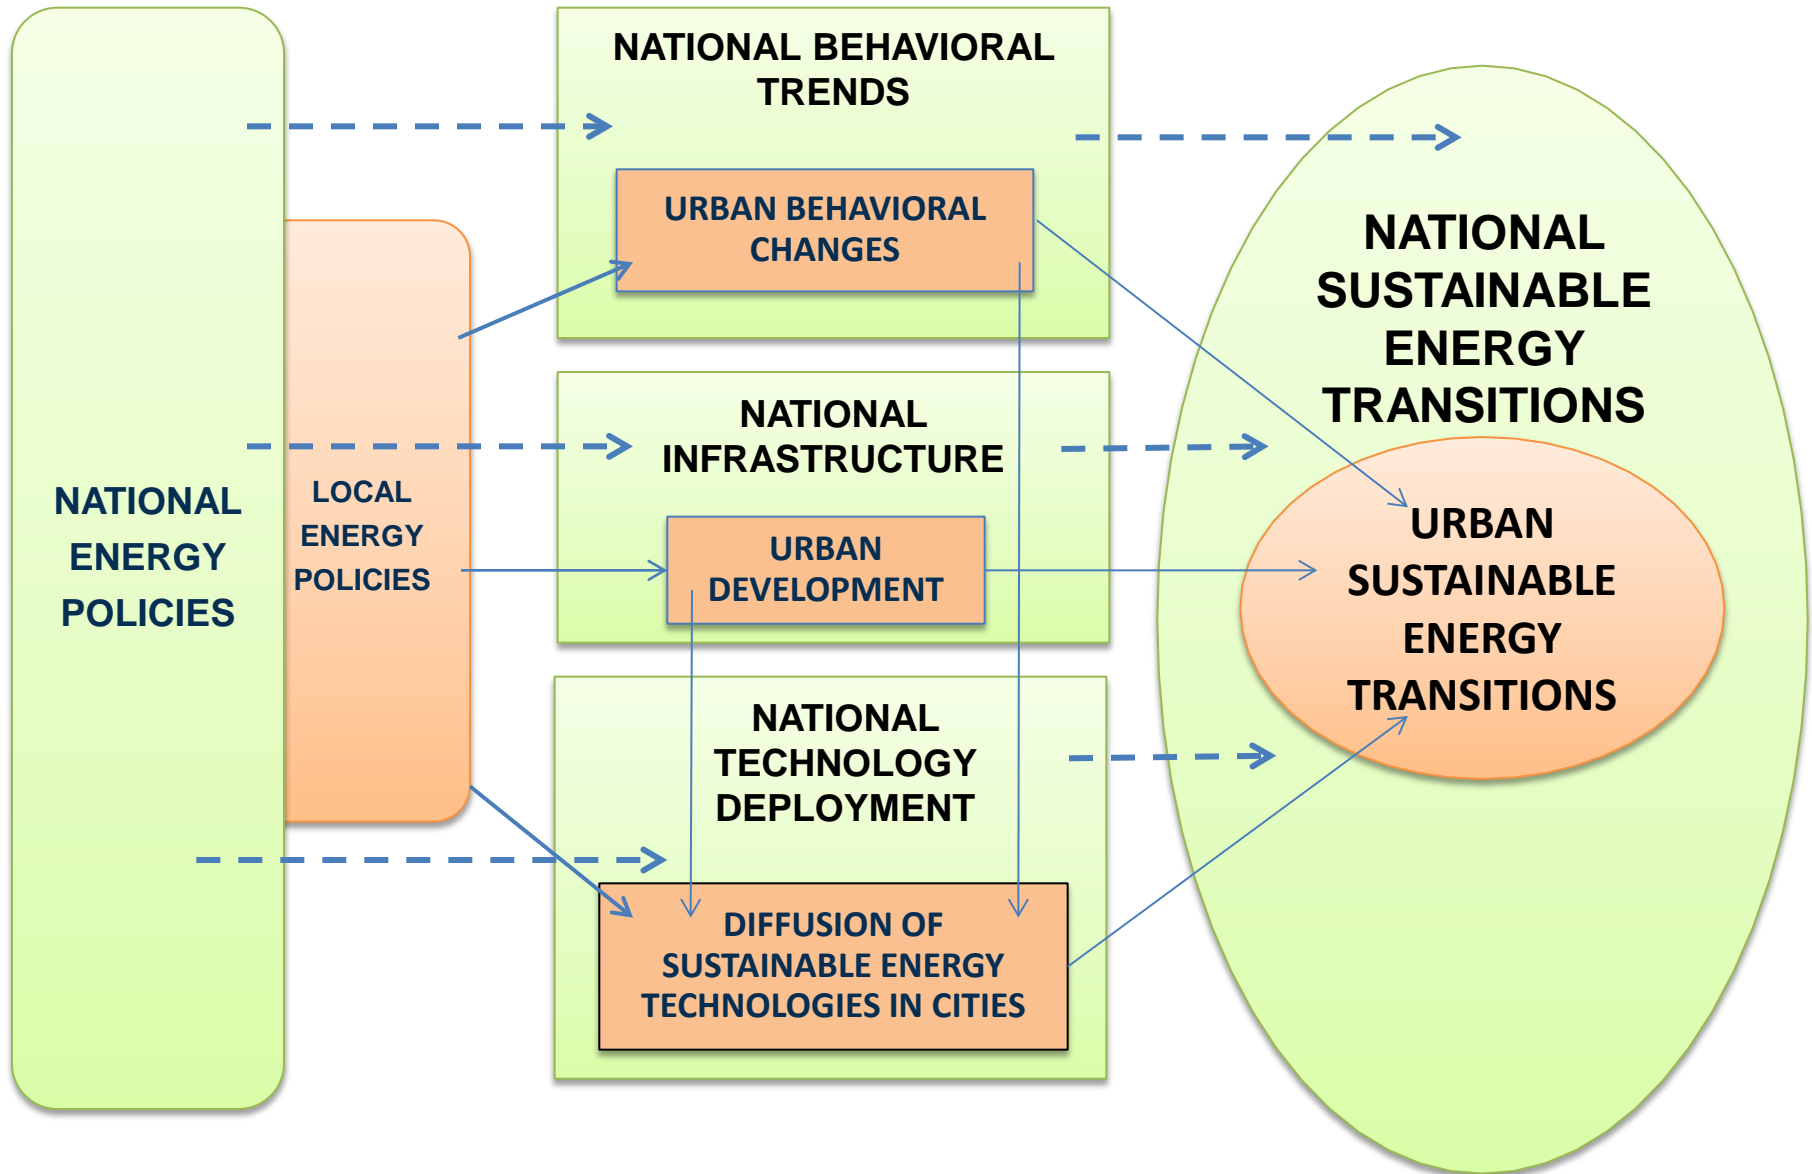 NATIONAL
ENERGY
POLICIES
LOCAL
ENERGY
POLICIES
NATIONAL BEHAVIORAL
TRENDS
URBAN BEHAVIORAL
CHANGES
NATIONAL
INFRASTRUCTURE
URBAN
DEVELOPMENT
NATIONAL
TECHNOLOGY
DEPLOYMENT
DIFFUSION OF
SUSTAINABLE ENERGY
TECHNOLOGIES IN CITIES
NATIONAL
SUSTAINABLE
ENERGY
TRANSITIONS
URBAN
SUSTAINABLE
ENERGY
TRANSITIONS